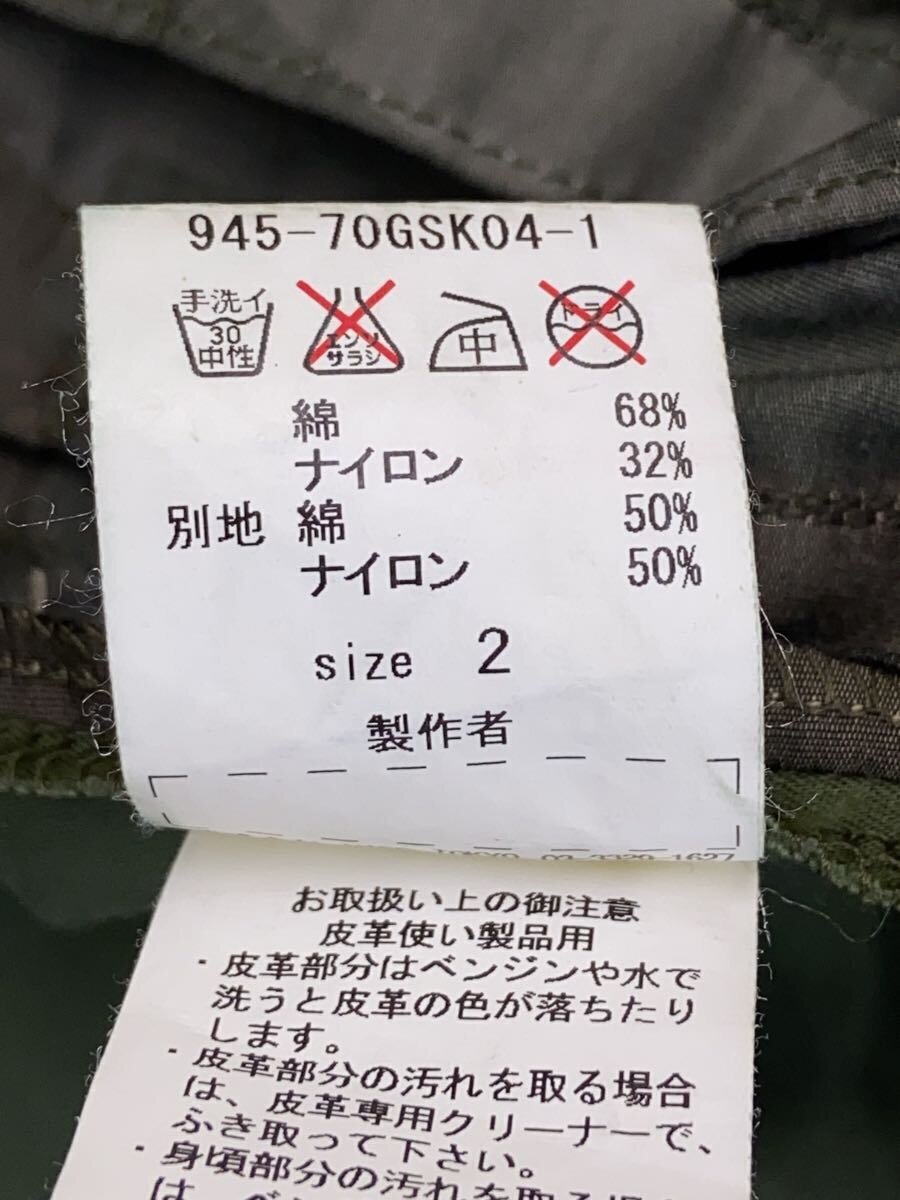 945-70GSK04-1
手洗イ
30
中性
エンソ
サラシ
中
ドライ
綿 68%
ナイロン 32%
別地 綿 50%
ナイロン 50%
size 2
製作者
03-3329-1627
お取扱い上の御注意
皮革使い製品用
・皮革部分はベンジンや水で
洗うと皮革の色が落ちたり
します。
・皮革部分の汚れを取る場合
は、皮革専用クリーナーで、
ふき取って下さい。
・身頃部分の汚れを取る場
は、ベ